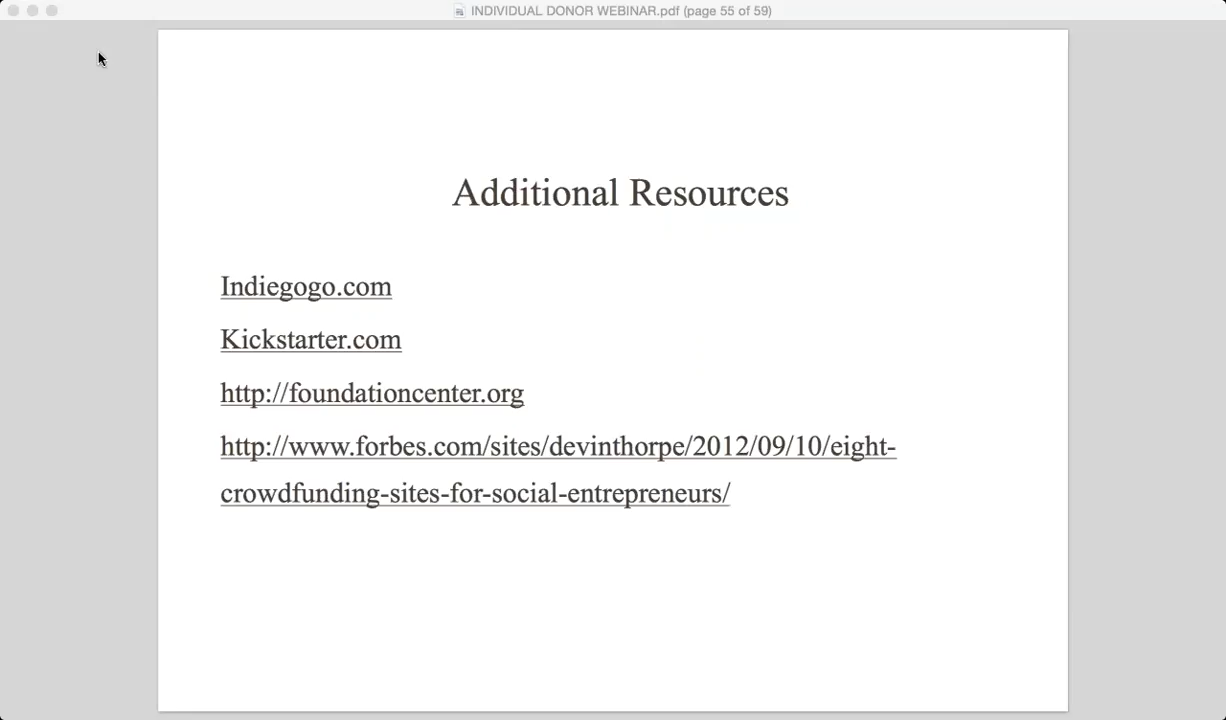 INDIVIDUAL DONOR WEBINAR.pdf (page 55 of 59)
Additional Resources
Indiegogo.com
Kickstarter.com
http://foundationcenter.org
http://www.forbes.com/sites/devinthorpe/2012/09/10/eight-
crowdfunding-sites-for-social-entrepreneurs/